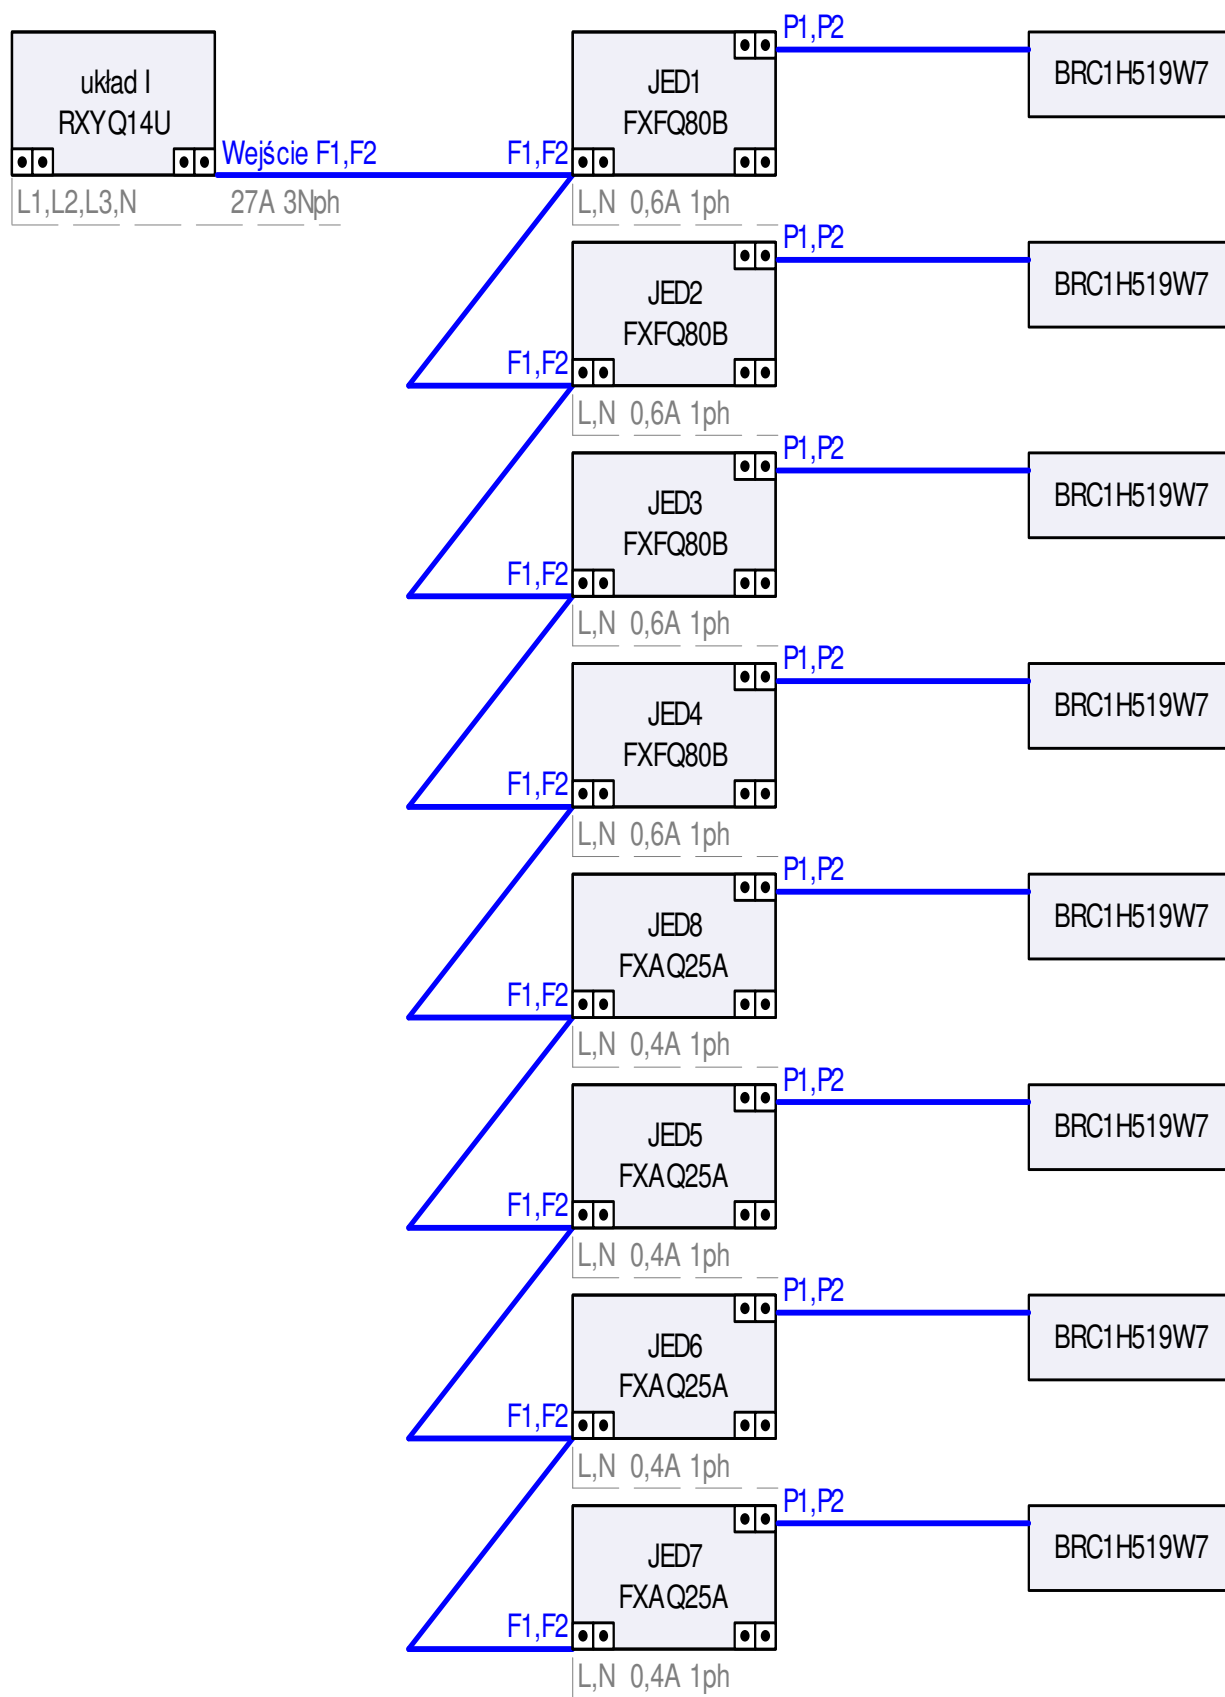 układ I
RXYQ14U
Wejście F1,F2
L1,L2,L3,N 27A 3Nph
JED1
FXFQ80B
F1,F2
L,N 0,6A 1ph
P1,P2
BRC1H519W7
JED2
FXFQ80B
F1,F2
L,N 0,6A 1ph
P1,P2
BRC1H519W7
JED3
FXFQ80B
F1,F2
L,N 0,6A 1ph
P1,P2
BRC1H519W7
JED4
FXFQ80B
F1,F2
L,N 0,6A 1ph
P1,P2
BRC1H519W7
JED8
FXAQ25A
F1,F2
L,N 0,4A 1ph
P1,P2
BRC1H519W7
JED5
FXAQ25A
F1,F2
L,N 0,4A 1ph
P1,P2
BRC1H519W7
JED6
FXAQ25A
F1,F2
L,N 0,4A 1ph
P1,P2
BRC1H519W7
JED7
FXAQ25A
F1,F2
L,N 0,4A 1ph
P1,P2
BRC1H519W7